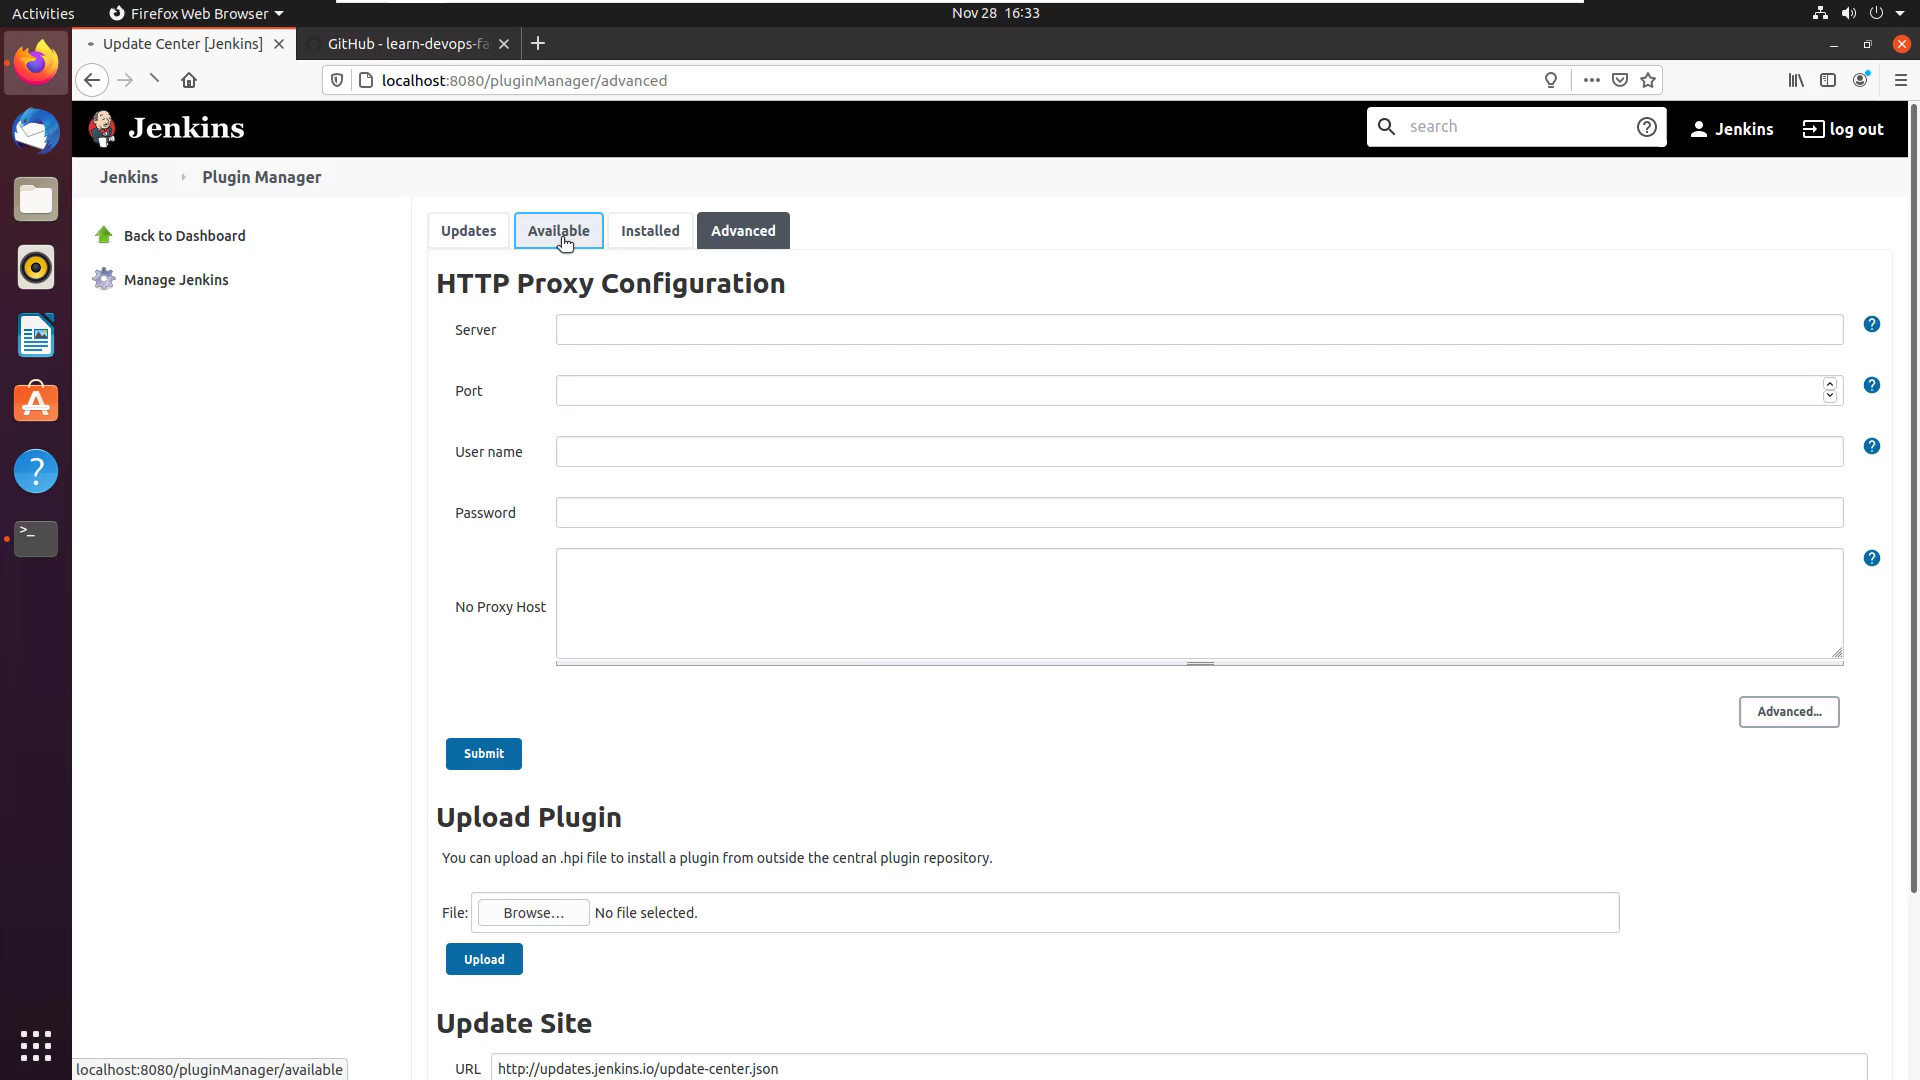 Activities
Firefox Web Browser
Nov 28 16:33
Update Center [Jenkins]
GitHub - learn-devops-fa
localhost:8080/pluginManager/advanced
Jenkins
search
Jenkins
log out
Jenkins
Plugin Manager
Back to Dashboard
Manage Jenkins
Updates
Available
Installed
Advanced
HTTP Proxy Configuration
Server
Port
User name
Password
No Proxy Host
Advanced...
Submit
Upload Plugin
You can upload an .hpi file to install a plugin from outside the central plugin repository.
File:
Browse...
No file selected.
Upload
Update Site
URL
http://updates.jenkins.io/update-center.json
localhost:8080/pluginManager/available